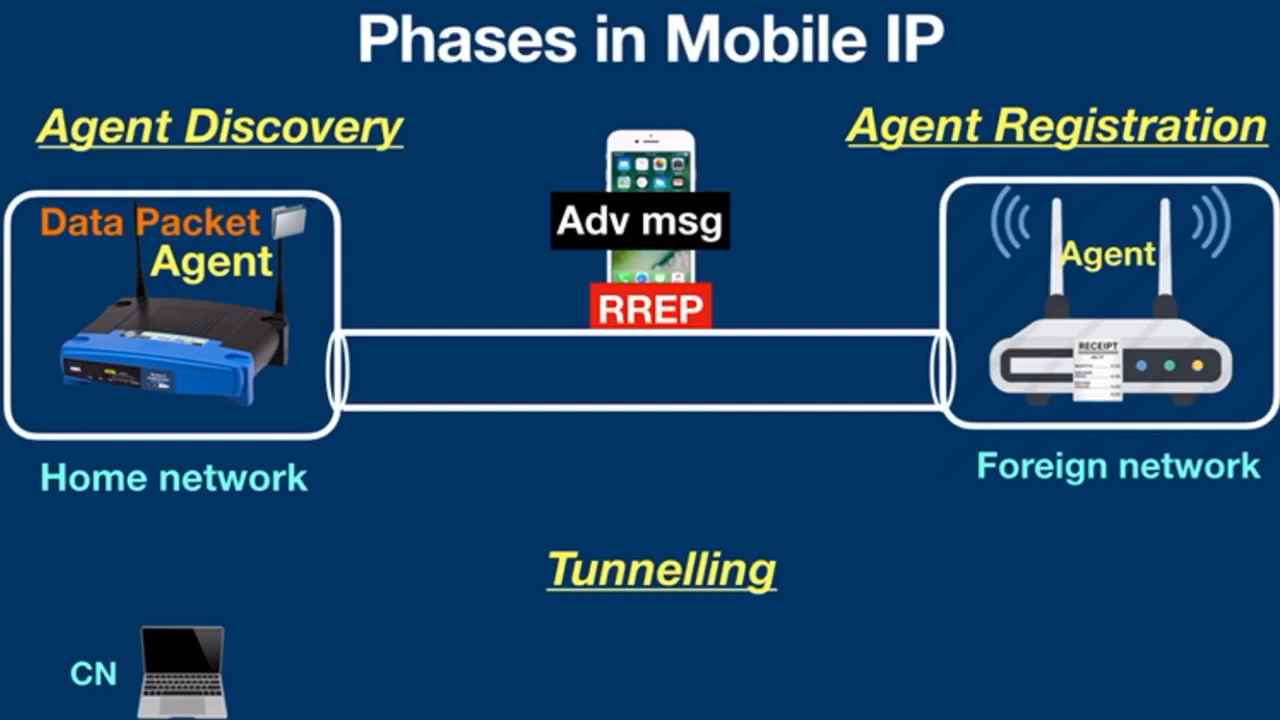 Phases in Mobile IP
Agent Discovery
Agent Registration
Data Packet
Agent
Adv msg
RREP
Agent
RECEIPT
Home network
Foreign network
Tunnelling
CN